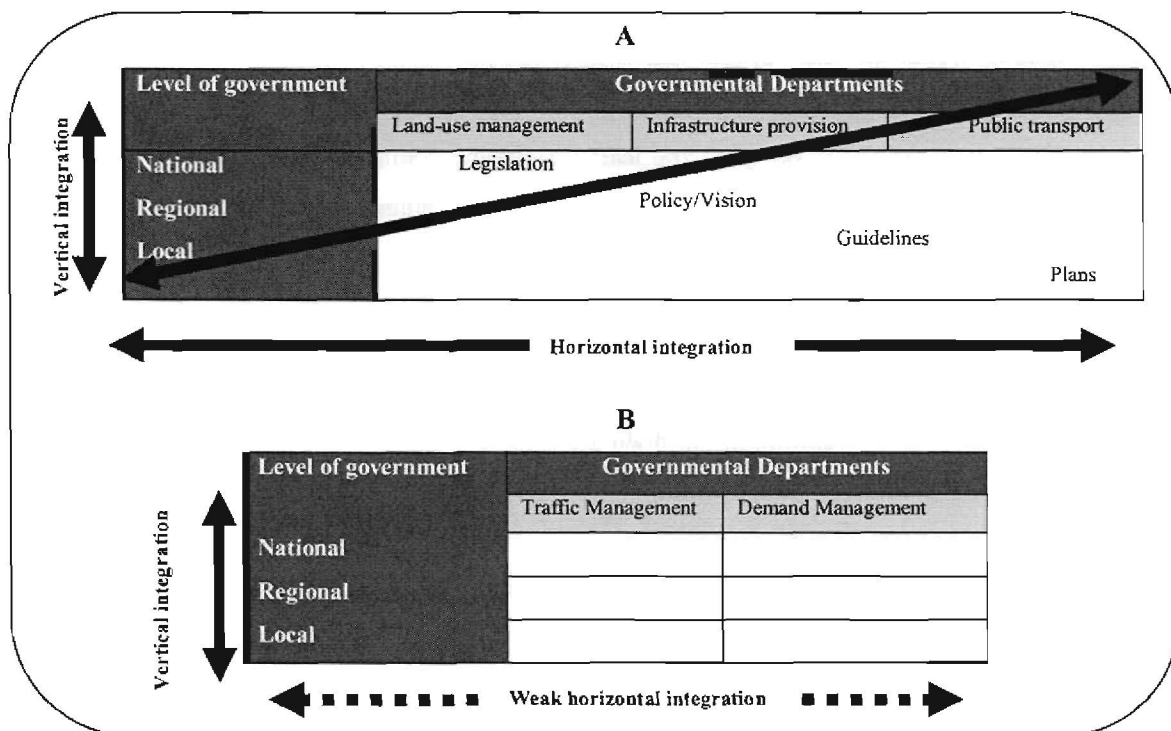 A
Level of government
Governmental Departments
Land-use management
Infrastructure provision
Public transport
National
Legislation
Regional
Policy/Vision
Local
Guidelines
Plans
Vertical integration
Horizontal integration
B
Level of government
Governmental Departments
Traffic Management
Demand Management
National
Regional
Local
Vertical integration
Weak horizontal integration